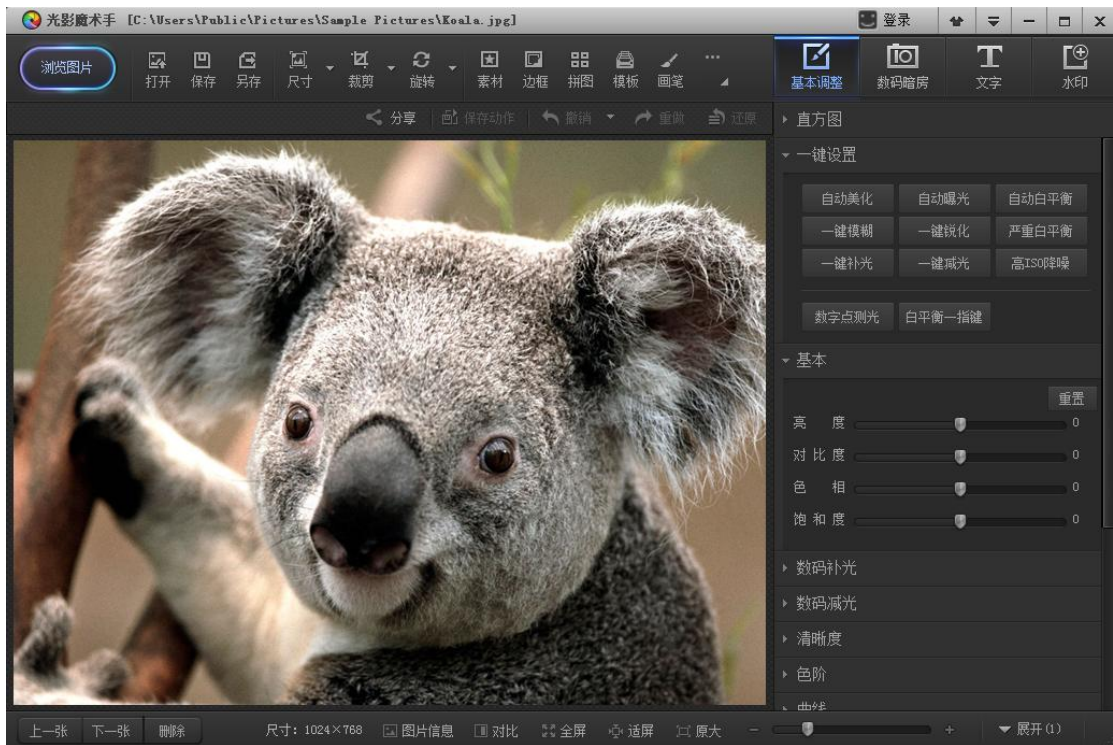 光影魔术手 [C:\Users\Public\Pictures\Sample Pictures\Koala.jpg] 登录
浏览图片 打开 保存 另存 尺寸 裁剪 旋转 素材 边框 拼图 模板 画笔 ...
基本调整 数码暗房 文字 水印
分享 保存动作 撤销 重做 还原
直方图
一键设置
自动美化 自动曝光 自动白平衡
一键模糊 一键锐化 严重白平衡
一键补光 一键减光 高ISO降噪
数字点测光 白平衡一指键
基本
重置
亮 度 0
对比度 0
色 相 0
饱和度 0
数码补光
数码减光
清晰度
色阶
曲线
上一张 下一张 删除 尺寸: 1024×768 图片信息 对比 全屏 适屏 原大 - + 展开(1)